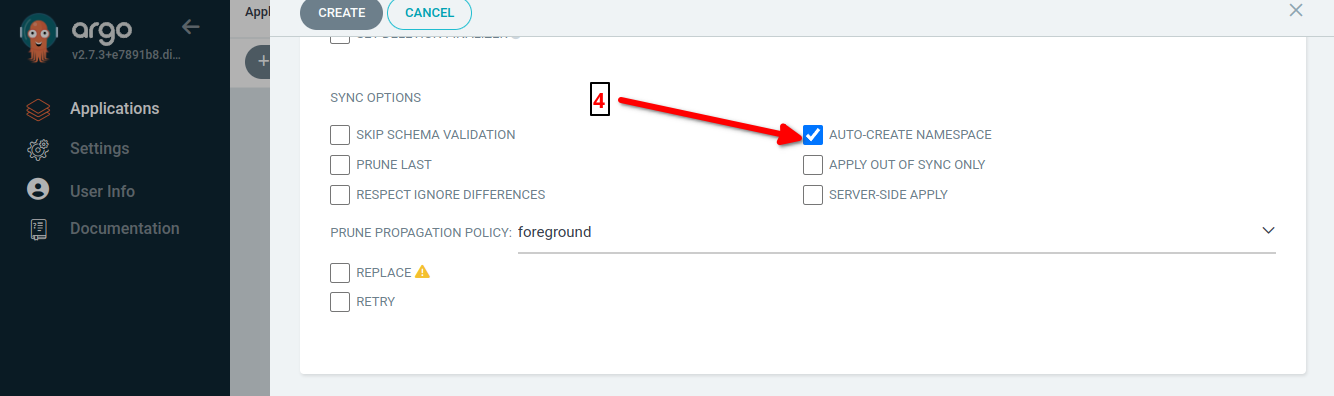 argo
v2.7.3+e7891b8.di...
Applications
Settings
User Info
Documentation
Appl
+
CREATE
CANCEL
SYNC OPTIONS
4
SKIP SCHEMA VALIDATION
AUTO-CREATE NAMESPACE
PRUNE LAST
APPLY OUT OF SYNC ONLY
RESPECT IGNORE DIFFERENCES
SERVER-SIDE APPLY
PRUNE PROPAGATION POLICY: foreground
REPLACE
RETRY